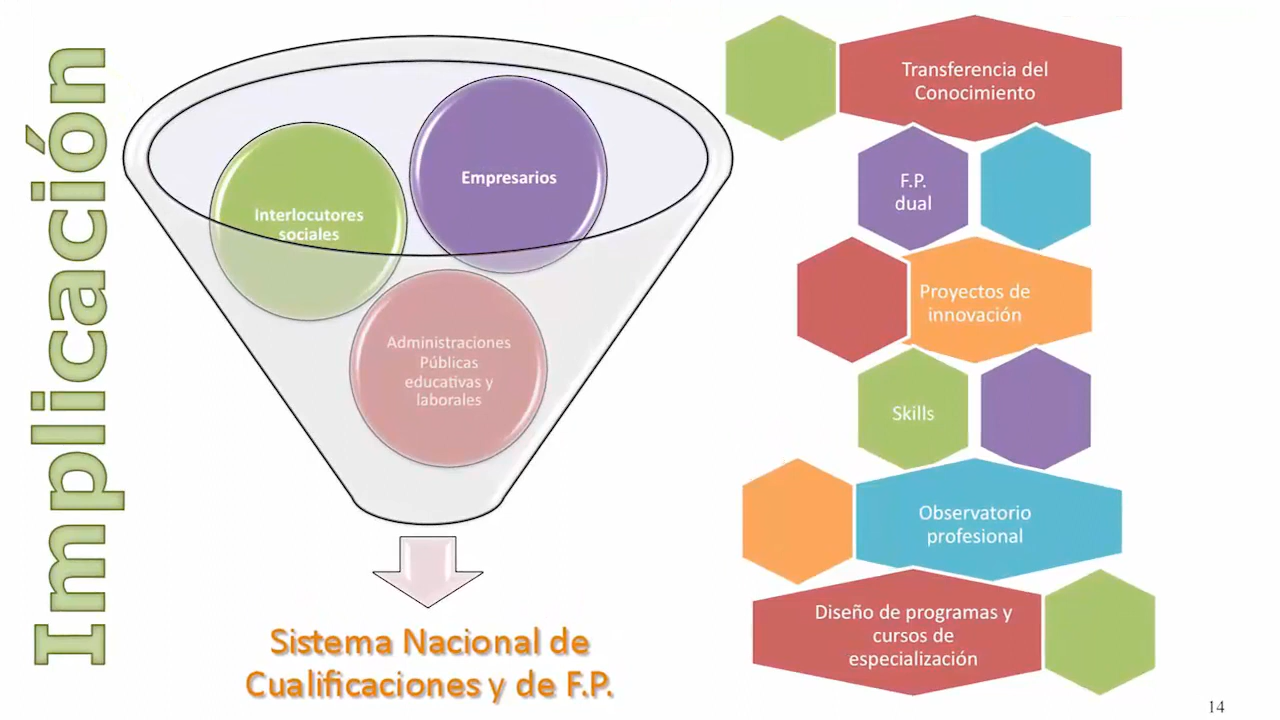 Implicación
Interlocutores
sociales
Empresarios
Administraciones
Públicas
educativas y
laborales
Sistema Nacional de
Cualificaciones y de F.P.
Transferencia del
Conocimiento
F.P.
dual
Proyectos de
innovación
Skills
Observatorio
profesional
Diseño de programas y
cursos de
especialización
14